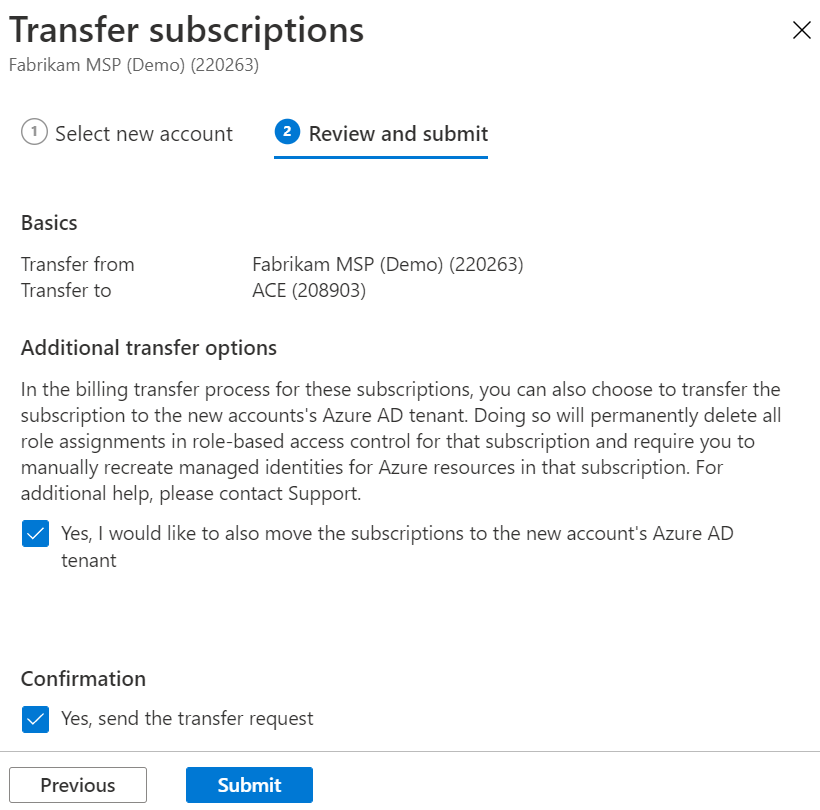 Transfer subscriptions
Fabrikam MSP (Demo) (220263)
1 Select new account
2 Review and submit
Basics
Transfer from Fabrikam MSP (Demo) (220263)
Transfer to ACE (208903)
Additional transfer options
In the billing transfer process for these subscriptions, you can also choose to transfer the
subscription to the new accounts's Azure AD tenant. Doing so will permanently delete all
role assignments in role-based access control for that subscription and require you to
manually recreate managed identities for Azure resources in that subscription. For
additional help, please contact Support.
Yes, I would like to also move the subscriptions to the new account's Azure AD
tenant
Confirmation
Yes, send the transfer request
Previous
Submit